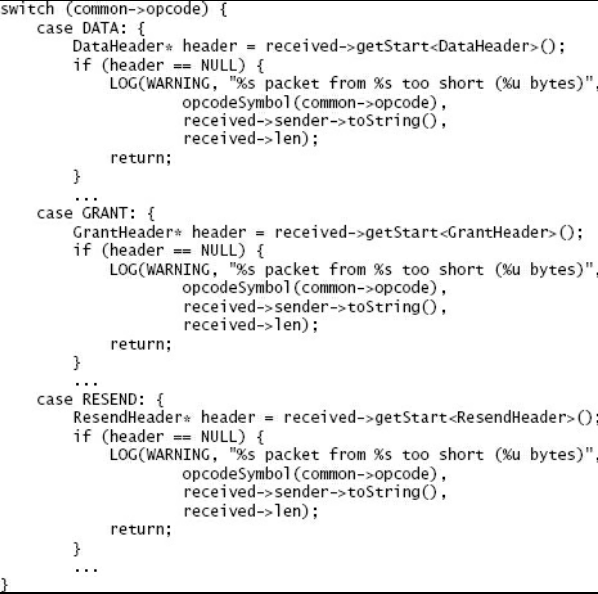 switch (common->opcode) {
    case DATA: {
        DataHeader* header = received->getStart<DataHeader>();
        if (header == NULL) {
            LOG(WARNING, "%s packet from %s too short (%u bytes)",
                    opcodeSymbol(common->opcode),
                    received->sender->toString(),
                    received->len);
            return;
        }
        ...
    case GRANT: {
        GrantHeader* header = received->getStart<GrantHeader>();
        if (header == NULL) {
            LOG(WARNING, "%s packet from %s too short (%u bytes)",
                    opcodeSymbol(common->opcode),
                    received->sender->toString(),
                    received->len);
            return;
        }
        ...
    case RESEND: {
        ResendHeader* header = received->getStart<ResendHeader>();
        if (header == NULL) {
            LOG(WARNING, "%s packet from %s too short (%u bytes)",
                    opcodeSymbol(common->opcode),
                    received->sender->toString(),
                    received->len);
            return;
        }
        ...
}